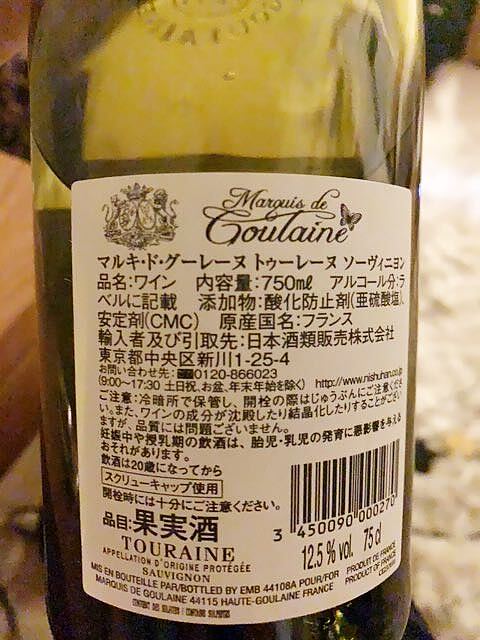 Marquis de
Goulaine
マルキ・ド・グーレーヌ トゥーレーヌ ソーヴィニヨン
品名:ワイン 内容量:750ml アルコール分:ラ
ベルに記載 添加物:酸化防止剤(亜硫酸塩)、
安定剤(CMC) 原産国名:フランス
輸入者及び引取先:日本酒類販売株式会社
東京都中央区新川1-25-4
お問い合わせ先: 0120-866023
(9:00~17:30 土日祝、お盆、年末年始を除く) http://www.nishuhan.co.jp
ご注意:冷暗所で保管し、開栓の際はじゅうぶんにご注意くださ
い。また、ワインの成分が沈殿したり結晶化したりすることがござい
ますが、品質には問題ございません。
妊娠中や授乳期の飲酒は、胎児・乳児の発育に悪影響を与える
おそれがあります。
飲酒は20歳になってから
スクリューキャップ使用
開栓時には十分にご注意ください。
品目:果実酒
TOURAINE
APPELLATION D'ORIGINE PROTÉGÉE
SAUVIGNON
MIS EN BOUTEILLE PAR/BOTTLED BY EMB 44108A POUR/FOR
MARQUIS DE GOULAINE 44115 HAUTE-GOULAINE FRANCE
3 450090 000270
12.5 % vol. 75 cl
PRODUIT DE FRANCE
PRODUCT OF FRANCE